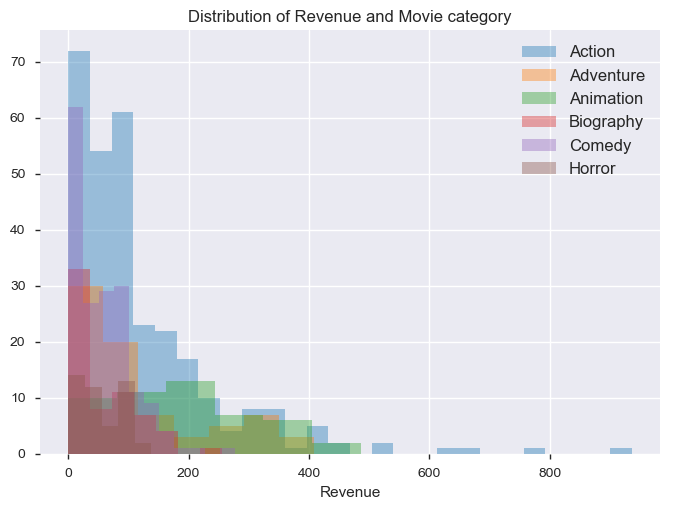 Distribution of Revenue and Movie category
70
60
50
40
30
20
10
0
Action
Adventure
Animation
Biography
Comedy
Horror
0
200
400
600
800
Revenue